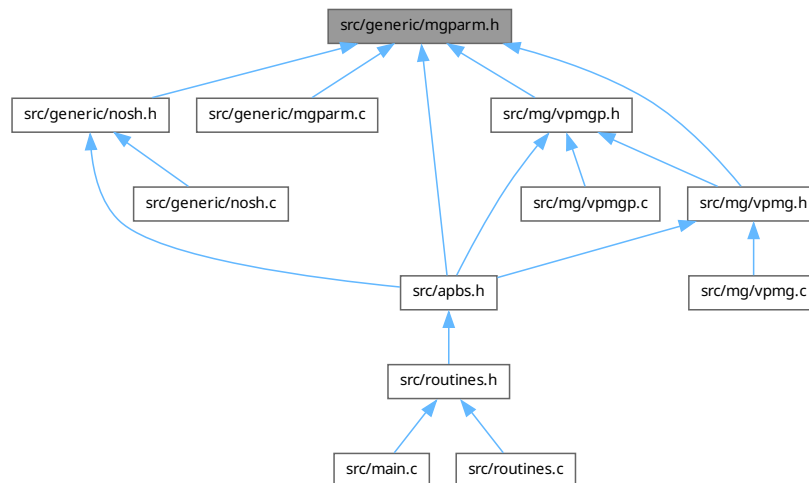 src/generic/mgparm.h
src/generic/nosh.h
src/generic/mgparm.c
src/mg/vpmgp.h
src/generic/nosh.c
src/mg/vpmgp.c
src/mg/vpmg.h
src/apbs.h
src/mg/vpmg.c
src/routines.h
src/main.c
src/routines.c